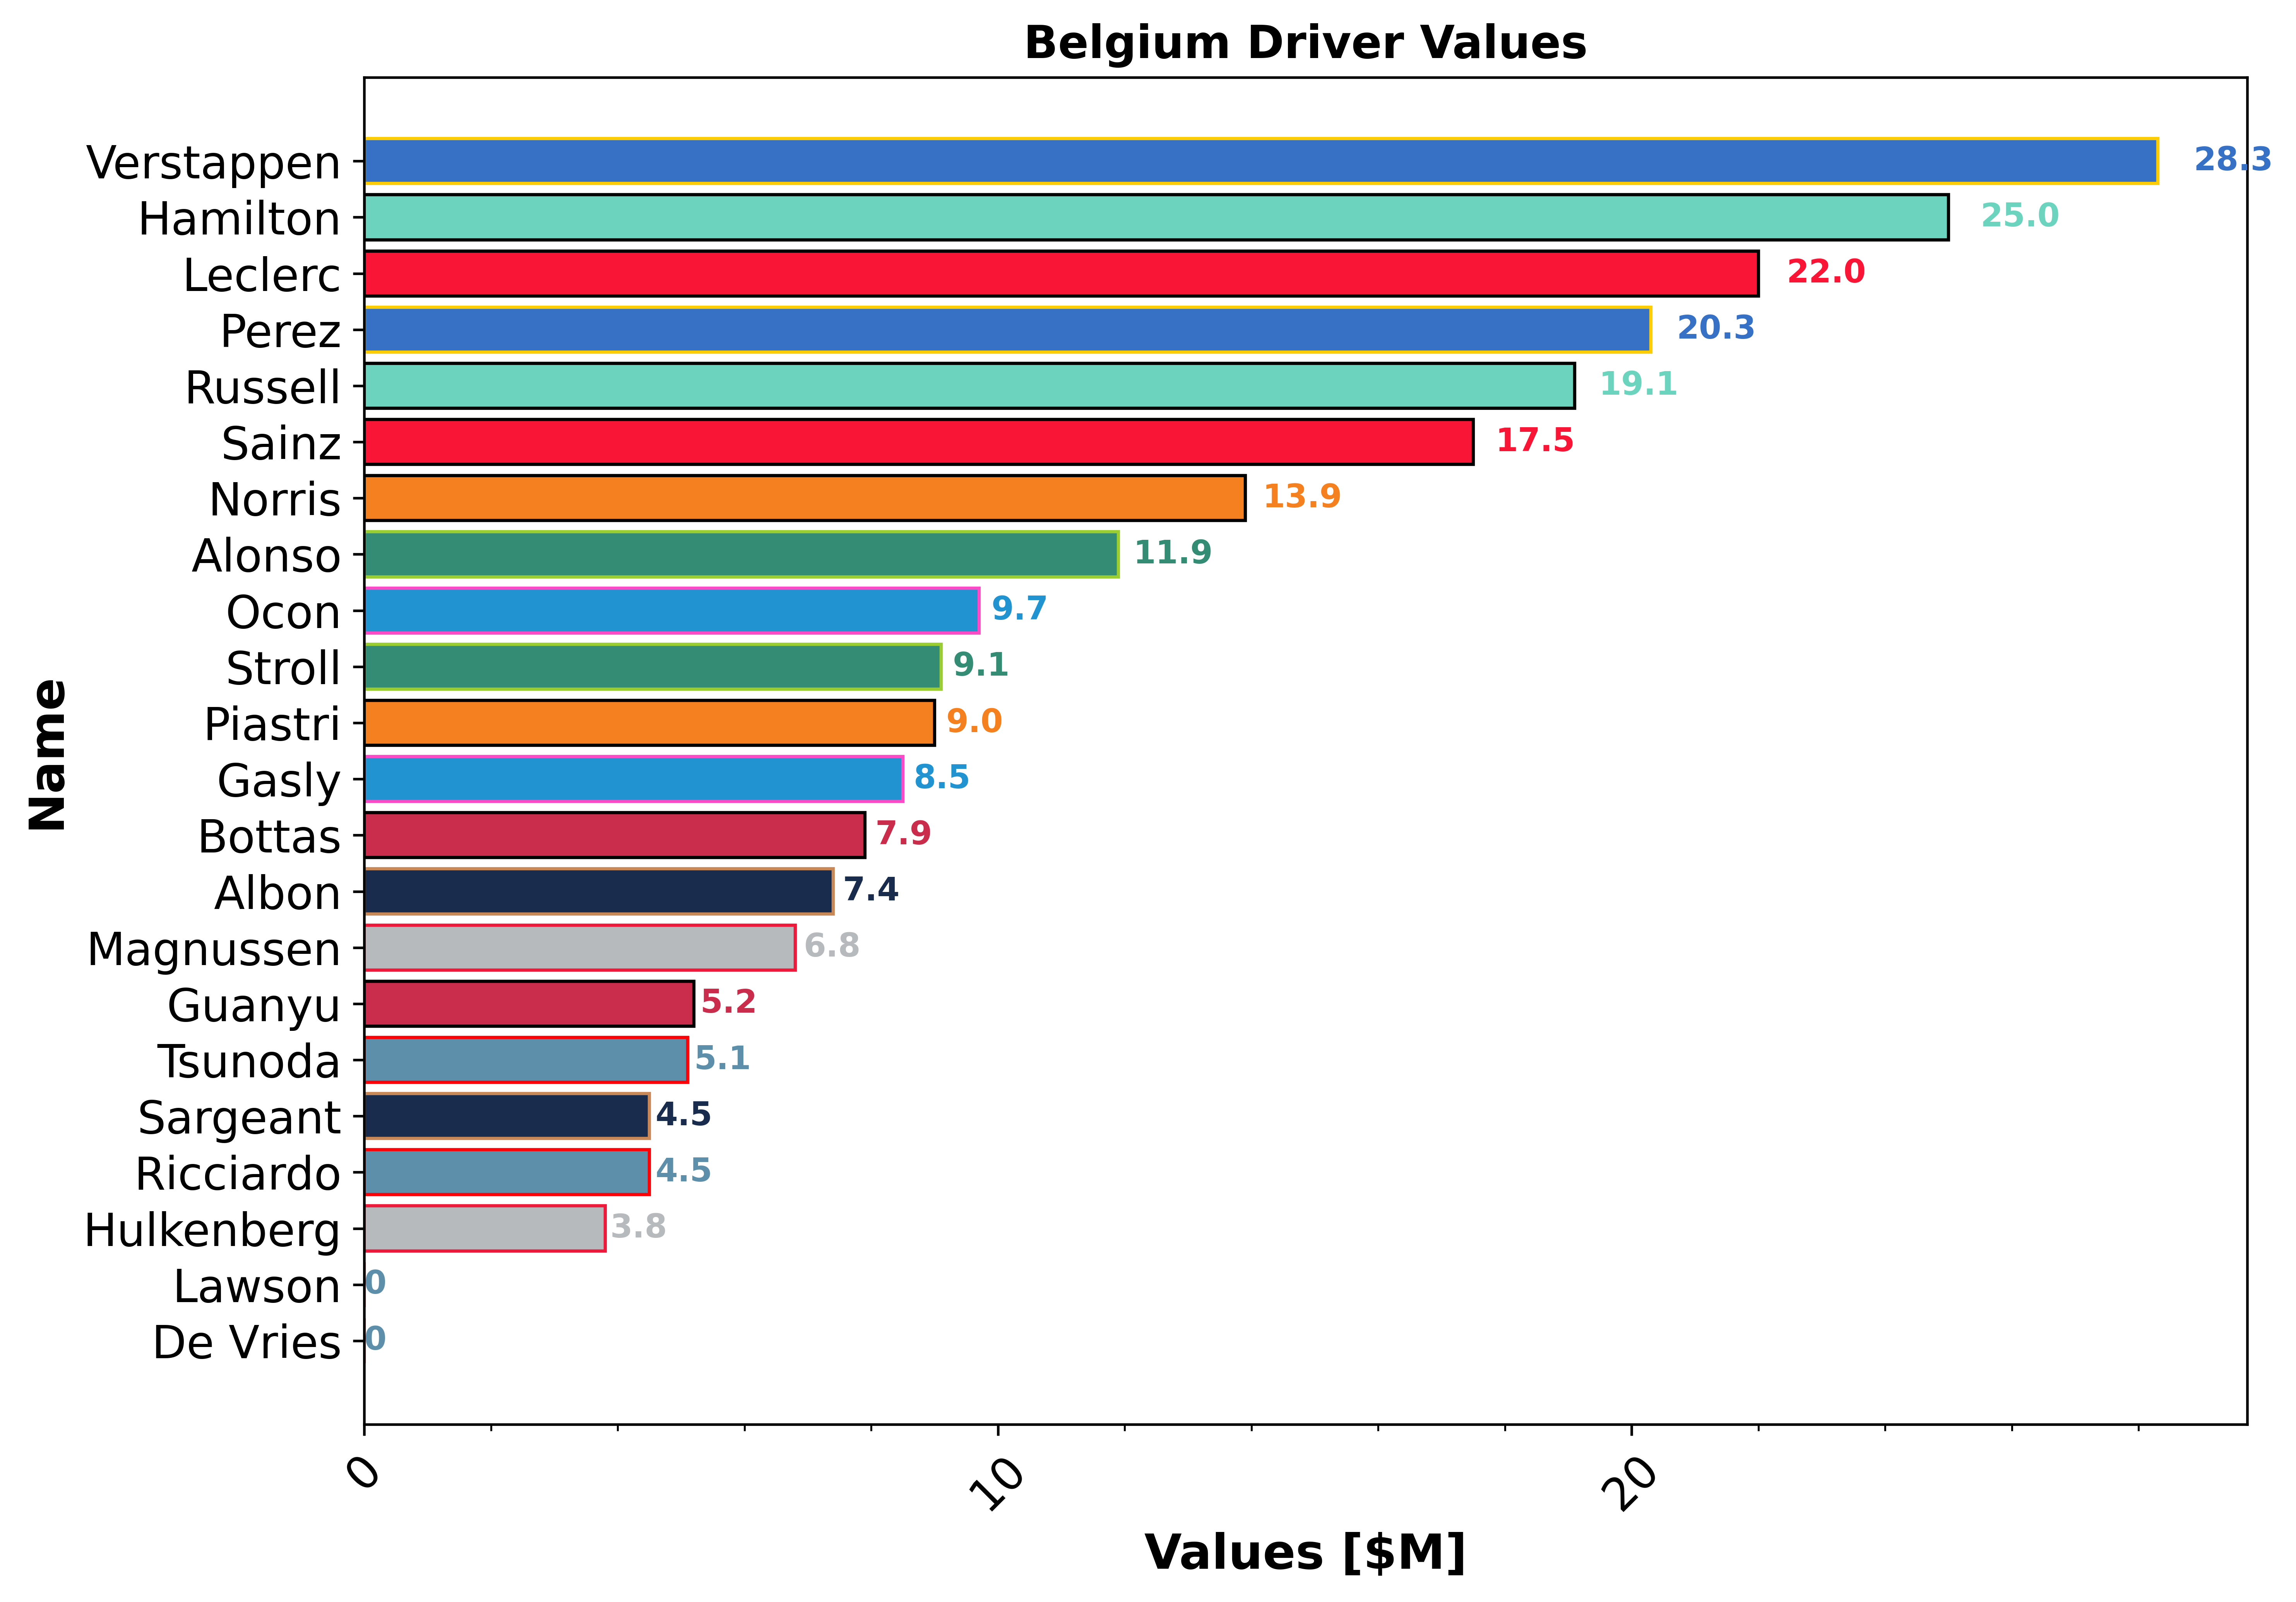 Belgium Driver Values
Verstappen 28.3
Hamilton 25.0
Leclerc 22.0
Perez 20.3
Russell 19.1
Sainz 17.5
Norris 13.9
Alonso 11.9
Ocon 9.7
Stroll 9.1
Piastri 9.0
Gasly 8.5
Bottas 7.9
Albon 7.4
Magnussen 6.8
Guanyu 5.2
Tsunoda 5.1
Sargeant 4.5
Ricciardo 4.5
Hulkenberg 3.8
Lawson 0
De Vries 0
Name
0 10 20
Values [$M]